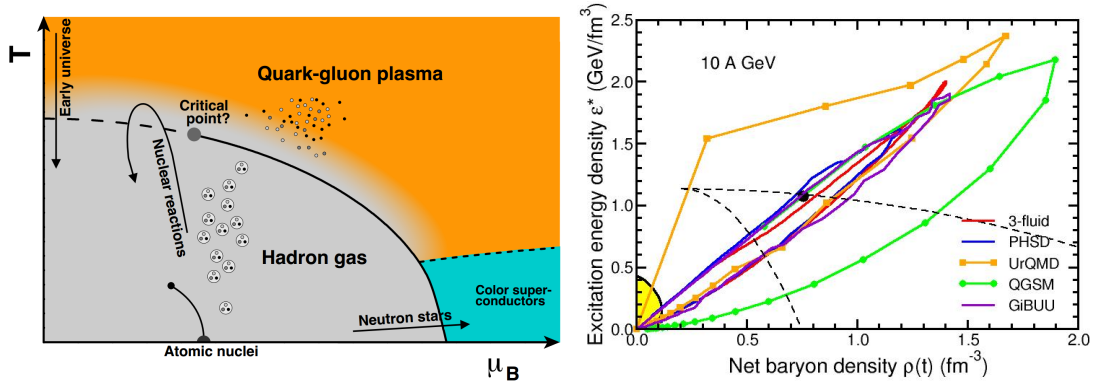 T
Early universe
Quark-gluon plasma
Critical
point?
Nuclear reactions
Hadron gas
Color super-
conductors
Neutron stars
Atomic nuclei
μB
Excitation energy density ε* (GeV/fm³)
2.5
2.0
1.5
1.0
0.5
0.0
10 A GeV
3-fluid
PHSD
UrQMD
QGSM
GiBUU
0.0 0.5 1.0 1.5 2.0
Net baryon density ρ(t) (fm⁻³)